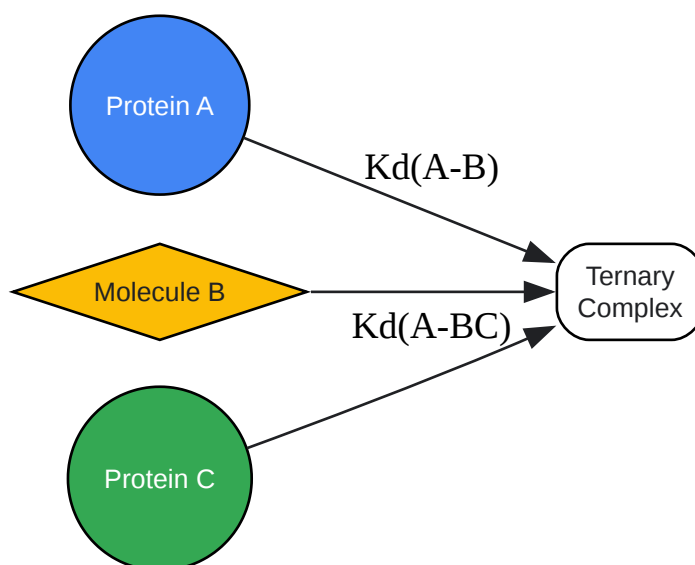 Protein A
Kd(A-B)
Molecule B
Ternary
Complex
Kd(A-BC)
Protein C